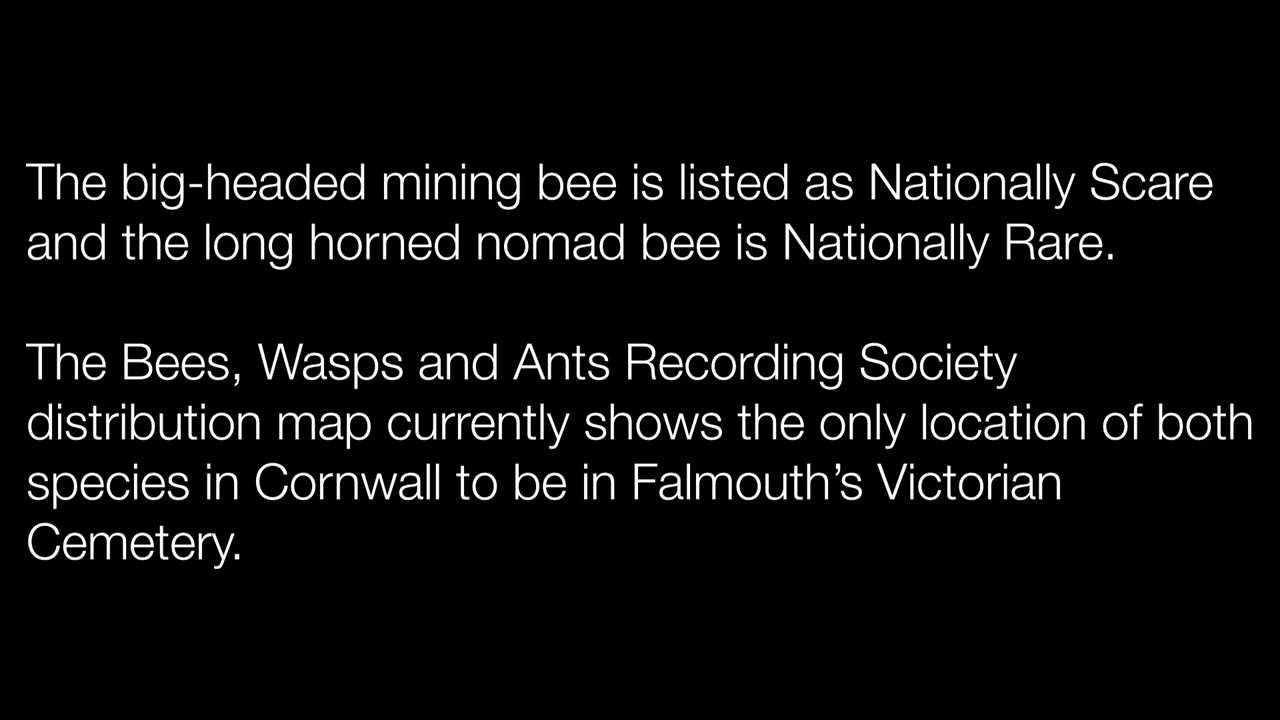 The big-headed mining bee is listed as Nationally Scare
and the long horned nomad bee is Nationally Rare.
The Bees, Wasps and Ants Recording Society
distribution map currently shows the only location of both
species in Cornwall to be in Falmouth’s Victorian
Cemetery.